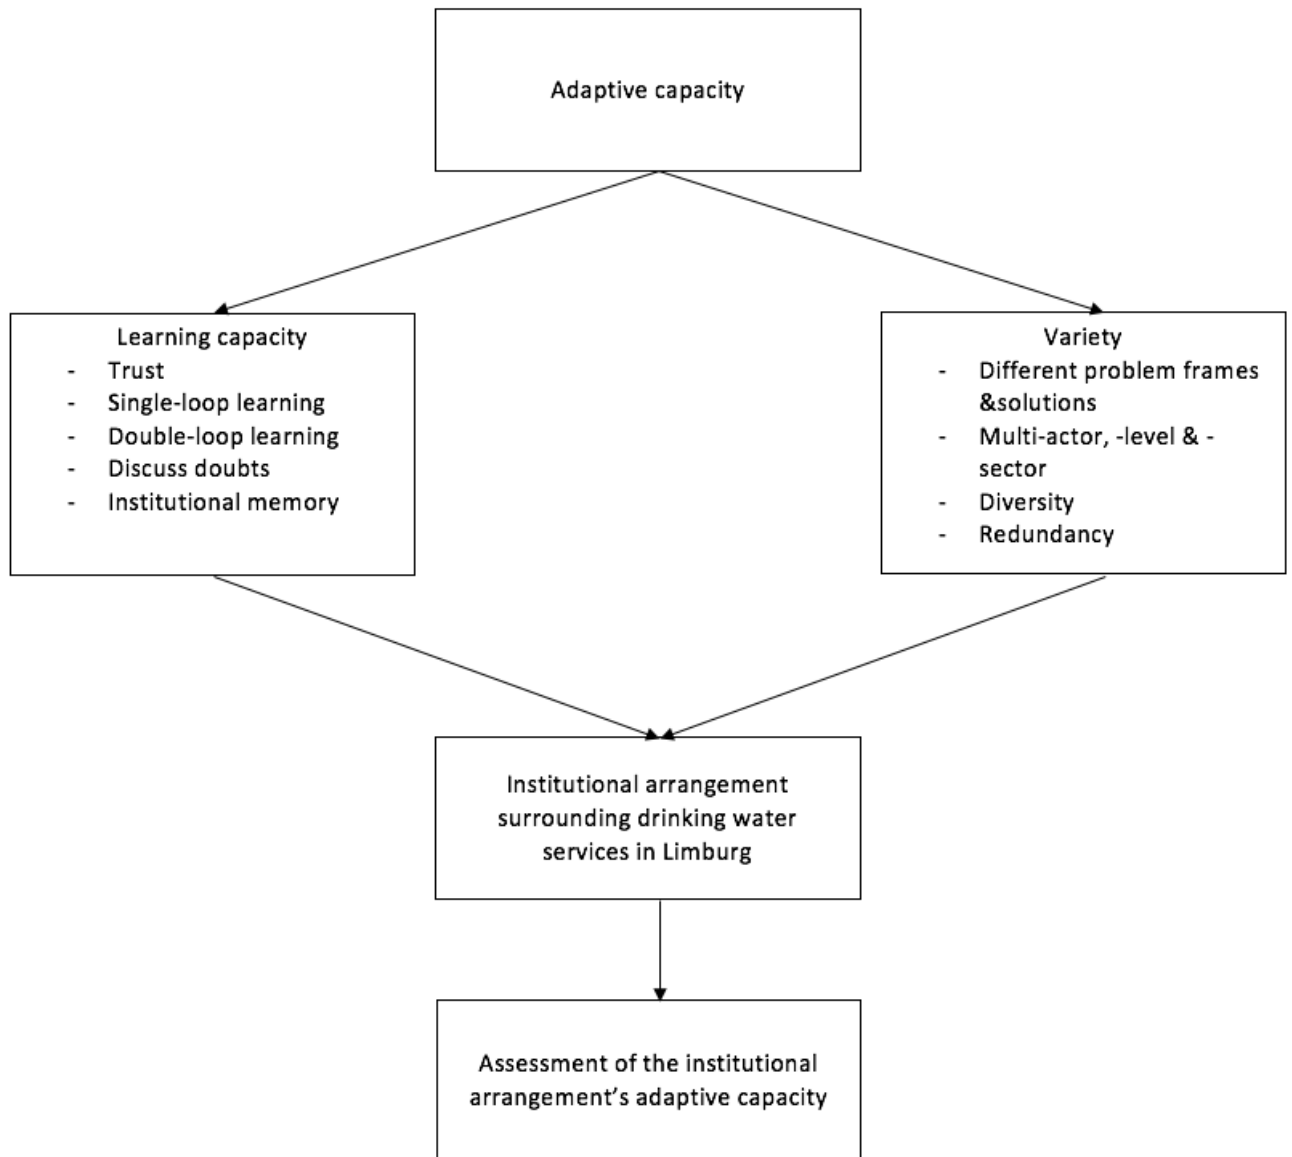 Adaptive capacity
Learning capacity
- Trust
- Single-loop learning
- Double-loop learning
- Discuss doubts
- Institutional memory
Variety
- Different problem frames
&solutions
- Multi-actor, -level & -
sector
- Diversity
- Redundancy
Institutional arrangement
surrounding drinking water
services in Limburg
Assessment of the institutional
arrangement’s adaptive capacity